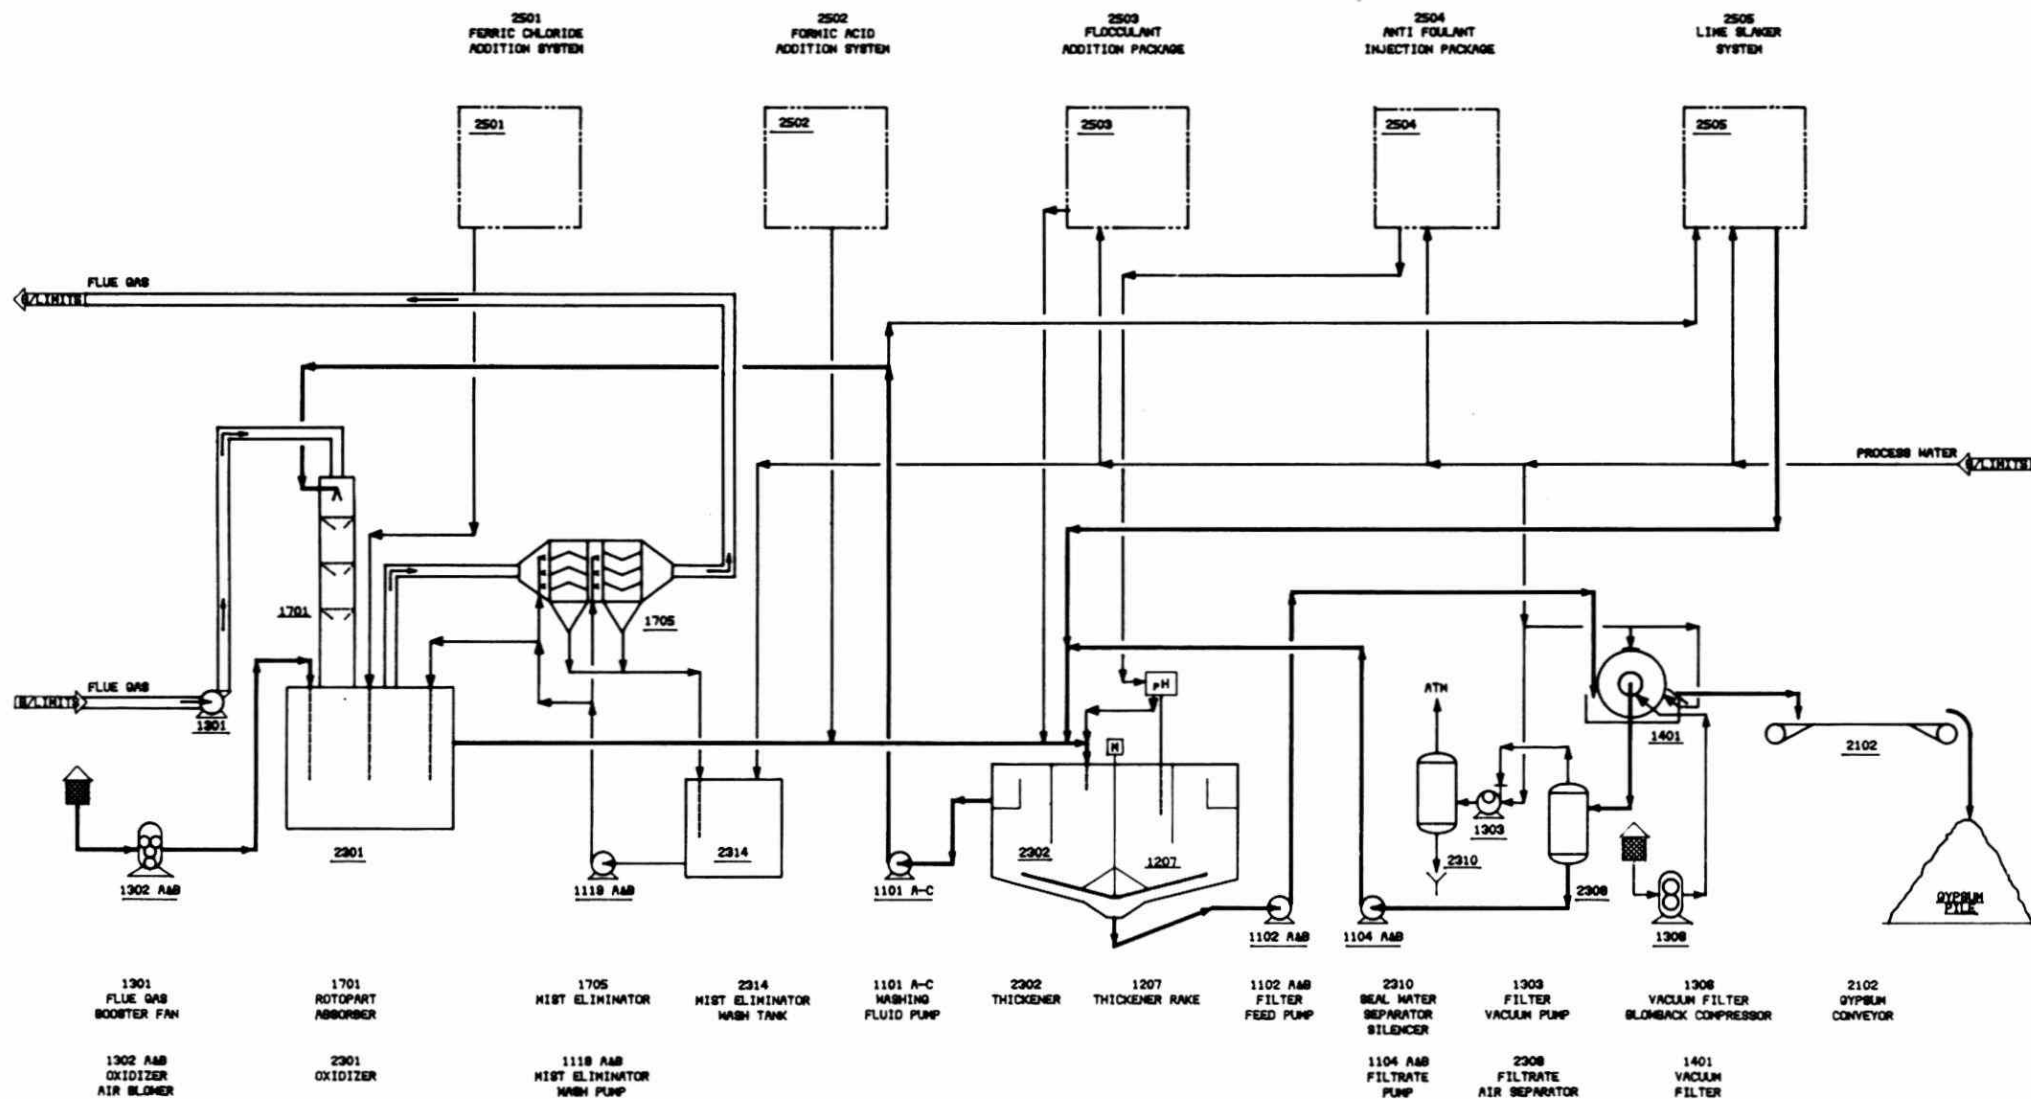 2501
FERRIC CHLORIDE
ADDITION SYSTEM
2502
FORMIC ACID
ADDITION SYSTEM
2503
FLOCCULANT
ADDITION PACKAGE
2504
ANTI FOULANT
INJECTION PACKAGE
2505
LIME SLAKER
SYSTEM
2501
2502
2503
2504
2505
FLUE GAS
B/LIMITS
PROCESS WATER
B/LIMITS
1701
1705
FLUE GAS
B/LIMITS
1301
pH
ATM
M
1401
2102
1302 A&B
2301
2314
1119 A&B
1101 A-C
2302
1207
1303
2310
2308
1102 A&B
1104 A&B
1308
GYPSUM
PILE
1301
FLUE GAS
BOOSTER FAN
1701
ROTOPART
ABSORBER
1705
MIST ELIMINATOR
2314
MIST ELIMINATOR
WASH TANK
1101 A-C
WASHING
FLUID PUMP
2302
THICKENER
1207
THICKENER RAKE
1102 A&B
FILTER
FEED PUMP
2310
SEAL WATER
SEPARATOR
SILENCER
1303
FILTER
VACUUM PUMP
1308
VACUUM FILTER
BLOWBACK COMPRESSOR
2102
GYPSUM
CONVEYOR
1302 A&B
OXIDIZER
AIR BLOWER
2301
OXIDIZER
1119 A&B
MIST ELIMINATOR
WASH PUMP
1104 A&B
FILTRATE
PUMP
2308
FILTRATE
AIR SEPARATOR
1401
VACUUM
FILTER